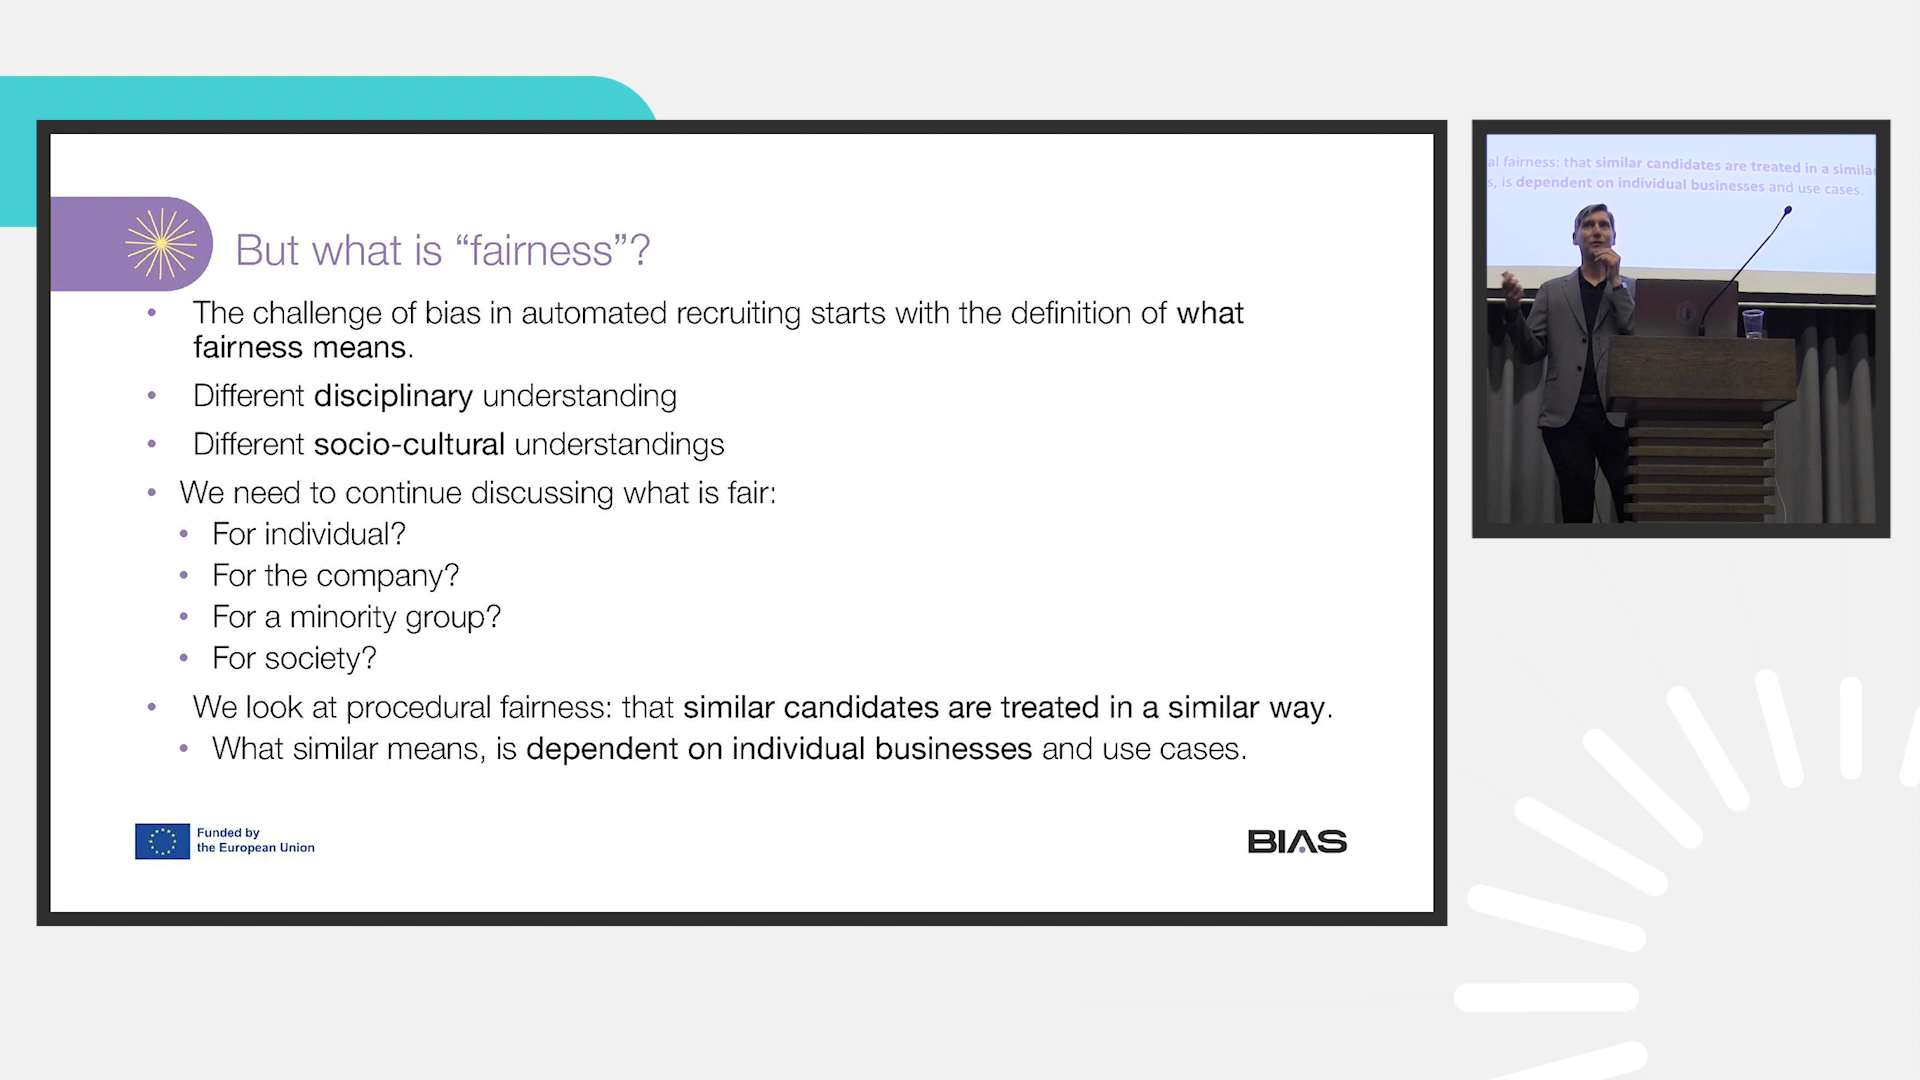 But what is “fairness”?
• The challenge of bias in automated recruiting starts with the definition of what
fairness means.
• Different disciplinary understanding
• Different socio-cultural understandings
• We need to continue discussing what is fair:
• For individual?
• For the company?
• For a minority group?
• For society?
• We look at procedural fairness: that similar candidates are treated in a similar way.
• What similar means, is dependent on individual businesses and use cases.
Funded by
the European Union
BIAS
al fairness: that similar candidates are treated in a similar
s, is dependent on individual businesses and use cases.